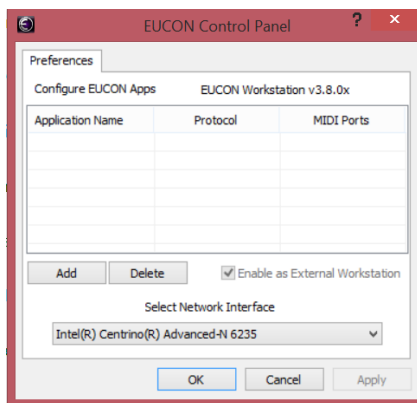 EUCON Control Panel
Preferences
Configure EUCON Apps EUCON Workstation v3.8.0x
Application Name Protocol MIDI Ports
Add Delete Enable as External Workstation
Select Network Interface
Intel(R) Centrino(R) Advanced-N 6235
OK Cancel Apply